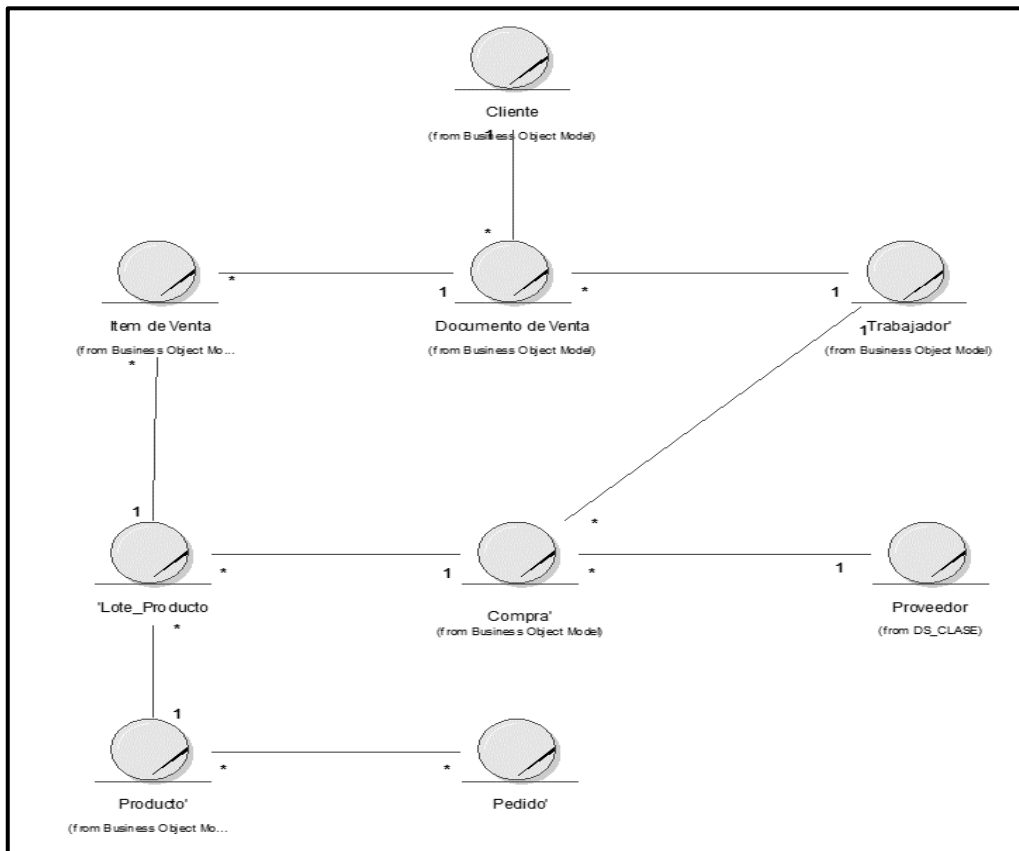 Cliente
(from Business Object Model)
1
*
*
1
*
1
Item de Venta
Documento de Venta
'Trabajador'
1
(from Business Object Mo...
(from Business Object Model)
(from Business Object Model)
*
1
*
*
1
*
1
'Lote_Producto
Compra'
Proveedor
(from Business Object Model)
(from DS_CLASE)
*
1
*
*
Producto'
Pedido'
(from Business Object Mo...